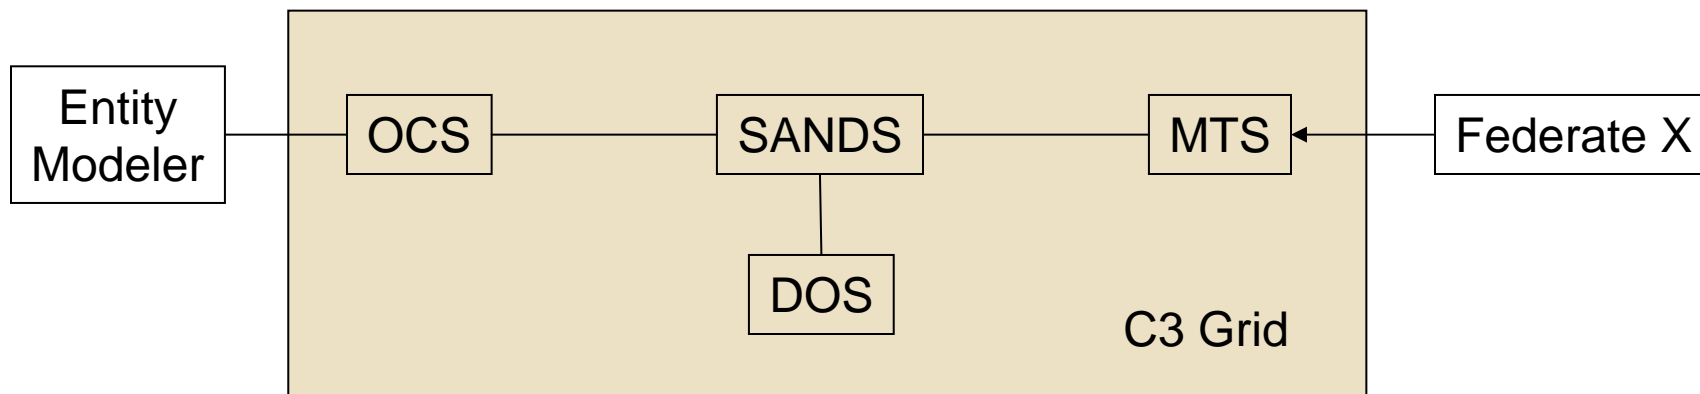 Entity
Modeler
OCS
SANDS
MTS
Federate X
DOS
C3 Grid